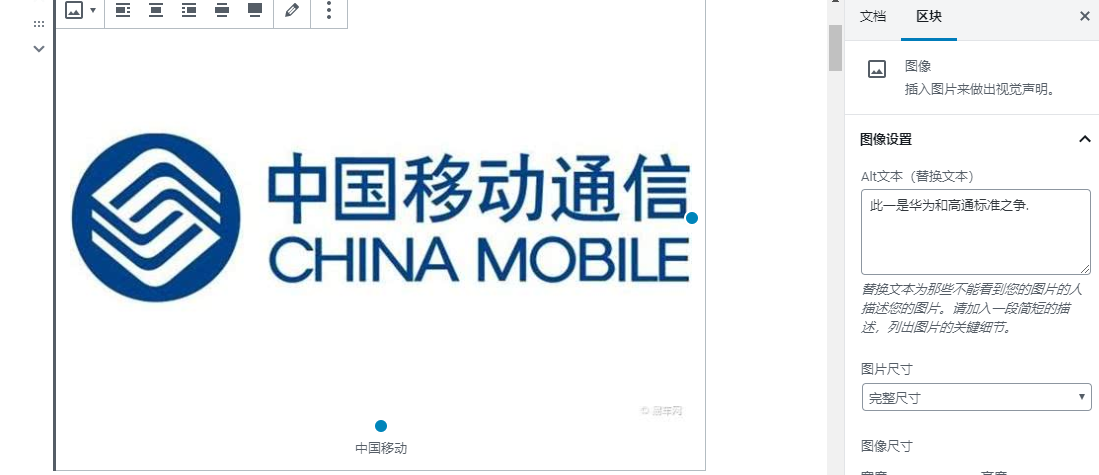 文档 区块
图像
插入图片来做出视觉声明。
图像设置
Alt文本（替换文本）
此一是华为和高通标准之争.
替换文本为那些不能看到您的图片的人
描述您的图片。请加入一段简短的描
述，列出图片的关键细节。
图片尺寸
完整尺寸
图像尺寸
中国移动通信
CHINA MOBILE
中国移动